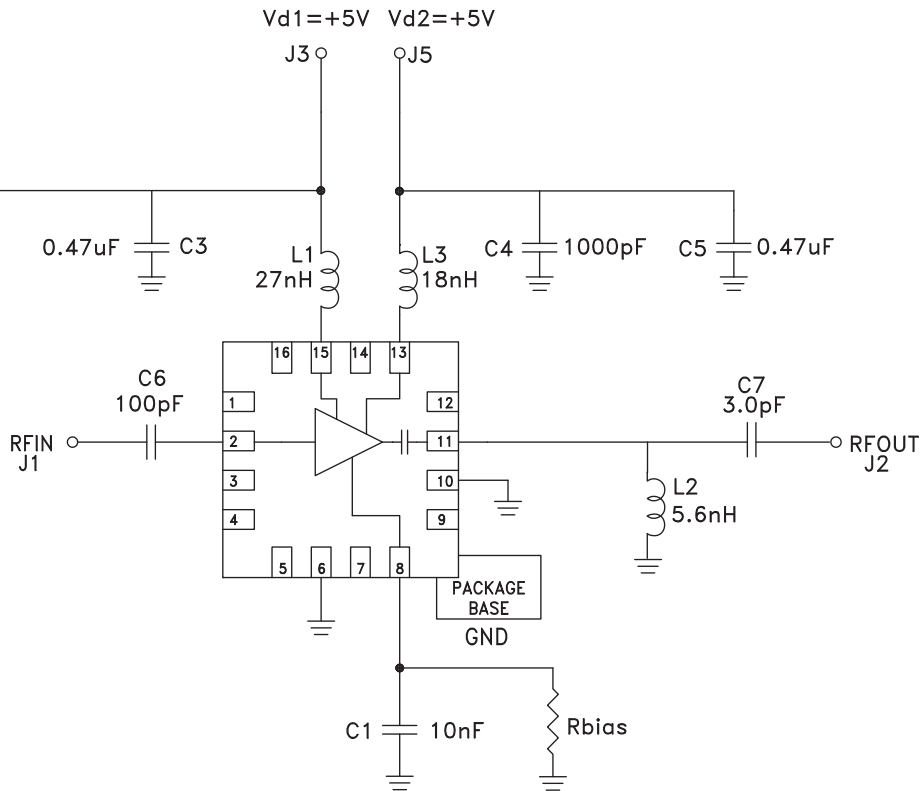 Vd1=+5V Vd2=+5V
J3
J5
0.47uF
C3
L1
27nH
L3
18nH
C4
1000pF
C5
0.47uF
16
15
14
13
C6
100pF
C7
3.0pF
1
12
RFIN
J1
2
11
RFOUT
J2
3
10
L2
5.6nH
4
9
5
6
7
8
PACKAGE
BASE
GND
C1
10nF
Rbias